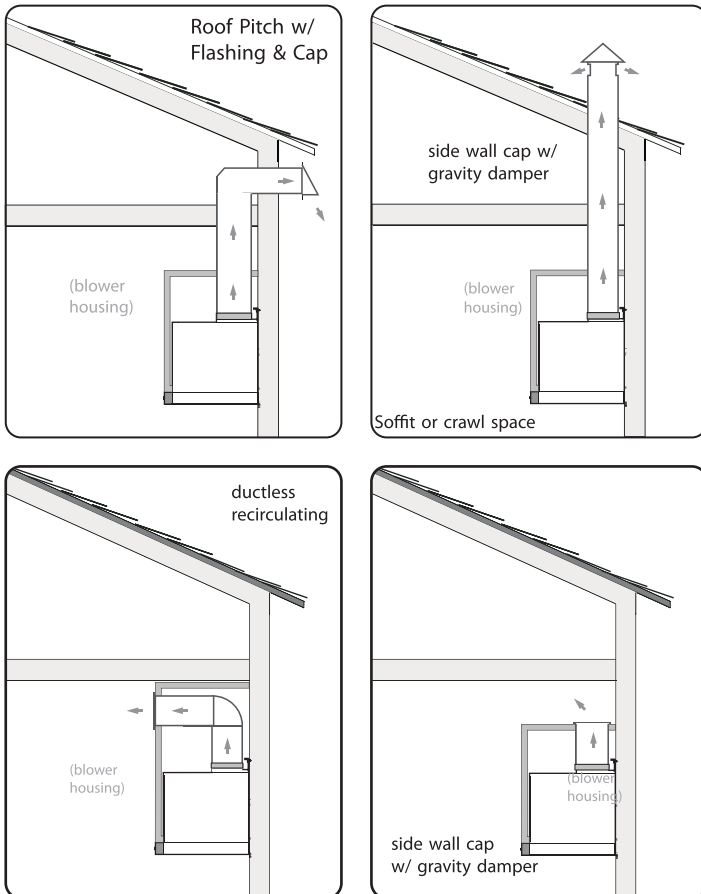 Roof Pitch w/
Flashing & Cap
(blower
housing)
side wall cap w/
gravity damper
(blower
housing)
Soffit or crawl space
ductless
recirculating
(blower
housing)
(blower
housing)
side wall cap
w/ gravity damper